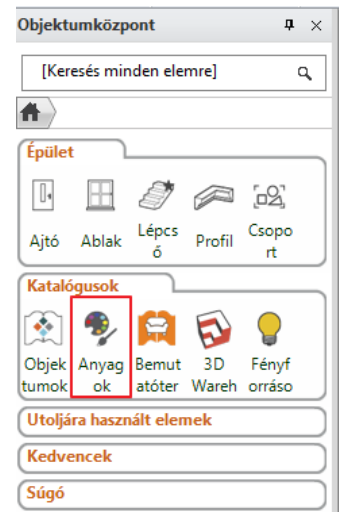 Objektumközpont
[Keresés minden elemre]
Épület
Ajtó Ablak Lépcs
ő Profil Csopo
rt
Katalógusok
Objek
tumok Anyag
ok Bemut
atóter 3D
Wareh Fényf
orráso
Utoljára használt elemek
Kedvencek
Súgó